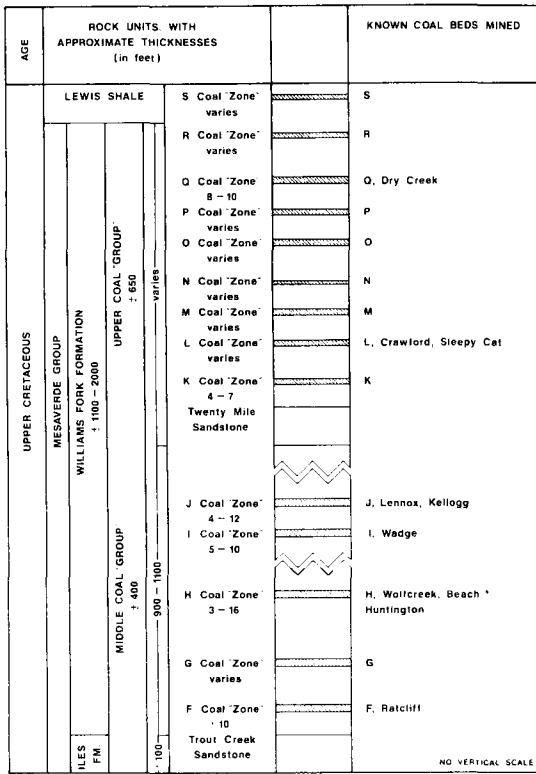 AGE
ROCK UNITS WITH
APPROXIMATE THICKNESSES
(in feet)
KNOWN COAL BEDS MINED
UPPER CRETACEOUS
LEWIS SHALE
MESAVERDE GROUP
WILLIAMS FORK FORMATION
± 1100 – 2000
ILES
FM.
UPPER COAL "GROUP"
± 650
MIDDLE COAL "GROUP"
± 400
varies
900 – 1100
100
S Coal "Zone"
varies
S
R Coal "Zone"
varies
R
Q Coal "Zone"
8 – 10
Q, Dry Creek
P Coal "Zone"
varies
P
O Coal "Zone"
varies
O
N Coal "Zone"
varies
N
M Coal "Zone"
varies
M
L Coal "Zone"
varies
L, Crawford, Sleepy Cat
K Coal "Zone"
4 – 7
K
Twenty Mile
Sandstone
J Coal "Zone"
4 – 12
J, Lennox, Kellogg
I Coal "Zone"
5 – 10
I, Wadge
H Coal "Zone"
3 – 16
H, Wolfcreek, Beach *
Huntington
G Coal "Zone"
varies
G
F Coal "Zone"
10
F, Ratcliff
Trout Creek
Sandstone
NO VERTICAL SCALE